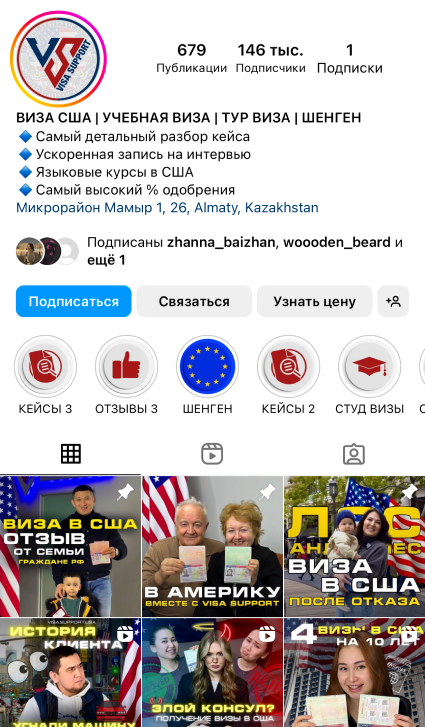 VS
VISA SUPPORT
679 146 тыс. 1
Публикации Подписчики Подписки
ВИЗА США | УЧЕБНАЯ ВИЗА | ТУР ВИЗА | ШЕНГЕН
Самый детальный разбор кейса
Ускоренная запись на интервью
Языковые курсы в США
Самый высокий % одобрения
Микрорайон Мамыр 1, 26, Almaty, Kazakhstan
Подписаны zhanna_baizhan, woooden_beard и
ещё 1
Подписаться Связаться Узнать цену
КЕЙСЫ 3 ОТЗЫВЫ 3 ШЕНГЕН КЕЙСЫ 2 СТУД ВИЗЫ
ВИЗА В США
ОТЗЫВ
ОТ СЕМЬИ
ГРАЖДАНЕ РФ
В АМЕРИКУ
ВМЕСТЕ С VISA SUPPORT
ВИЗА
В США
ПОСЛЕ ОТКАЗА
ИСТОРИЯ
КЛИЕНТА
УГНАЛИ МАШИНУ
ЗЛОЙ КОНСУЛ?
ПОЛУЧЕНИЕ ВИЗЫ В США
4 ВИЗЫ В США
НА 10 ЛЕТ